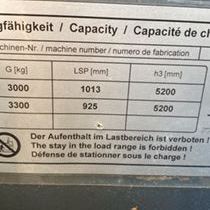 gfähigkeit / Capacity / Capacité de ch
chinen-Nr. / machine number / numero de fabrication
G [kg] LSP [mm] h3 [mm]
3000 1013 5200
3300 925 5200
Der Aufenthalt im Lastbereich ist verboten !
The stay in the load range is forbidden !
Défense de stationner sous le charge !